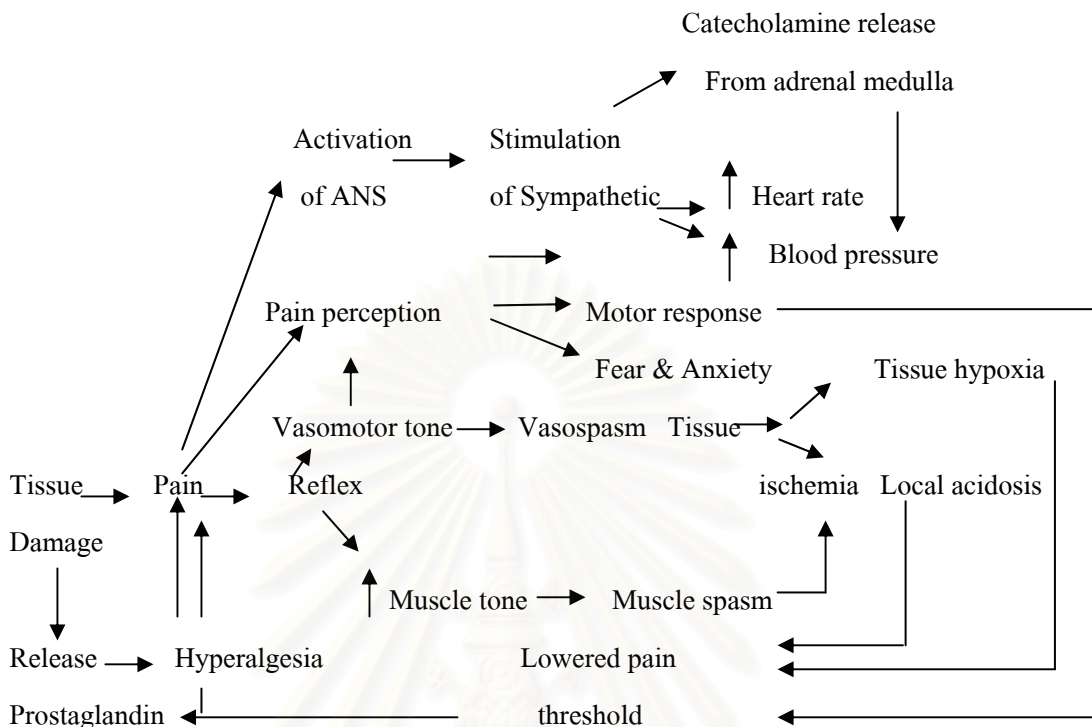 Catecholamine release
From adrenal medulla
Activation Stimulation
of ANS of Sympathetic Heart rate
Blood pressure
Pain perception Motor response
Fear & Anxiety Tissue hypoxia
Vasomotor tone Vasospasm Tissue
Tissue Pain Reflex ischemia Local acidosis
Damage
Muscle tone Muscle spasm
Release Hyperalgesia Lowered pain
Prostaglandin threshold